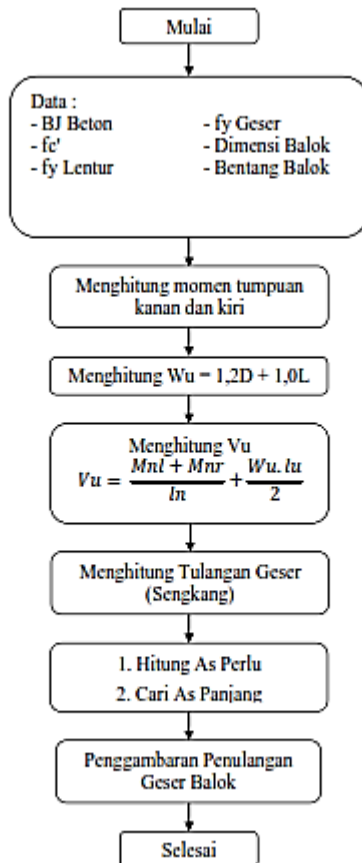 Mulai
Data :
- BJ Beton
- fc'
- fy Lentur
- fy Geser
- Dimensi Balok
- Bentang Balok
Menghitung momen tumpuan
kanan dan kiri
Menghitung Wu = 1,2D + 1,0L
Menghitung Vu
Vu = (Mnl + Mnr)/ln + (Wu. lu)/2
Menghitung Tulangan Geser
(Sengkang)
1. Hitung As Perlu
2. Cari As Panjang
Penggambaran Penulangan
Geser Balok
Selesai